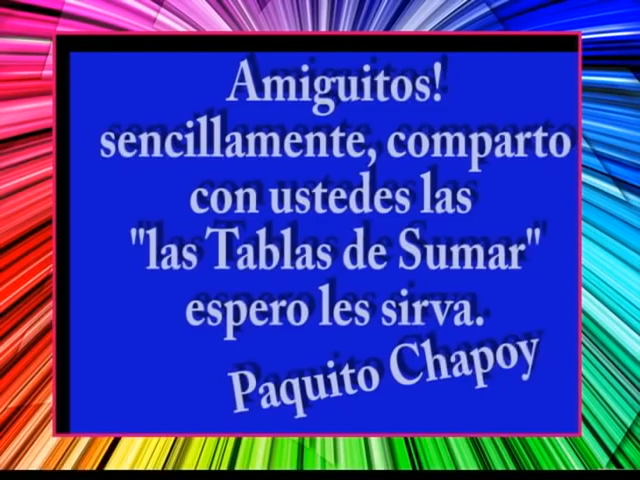 Amiguitos!
sencillamente, comparto
con ustedes las
"las Tablas de Sumar"
espero les sirva.
Paquito Chapoy